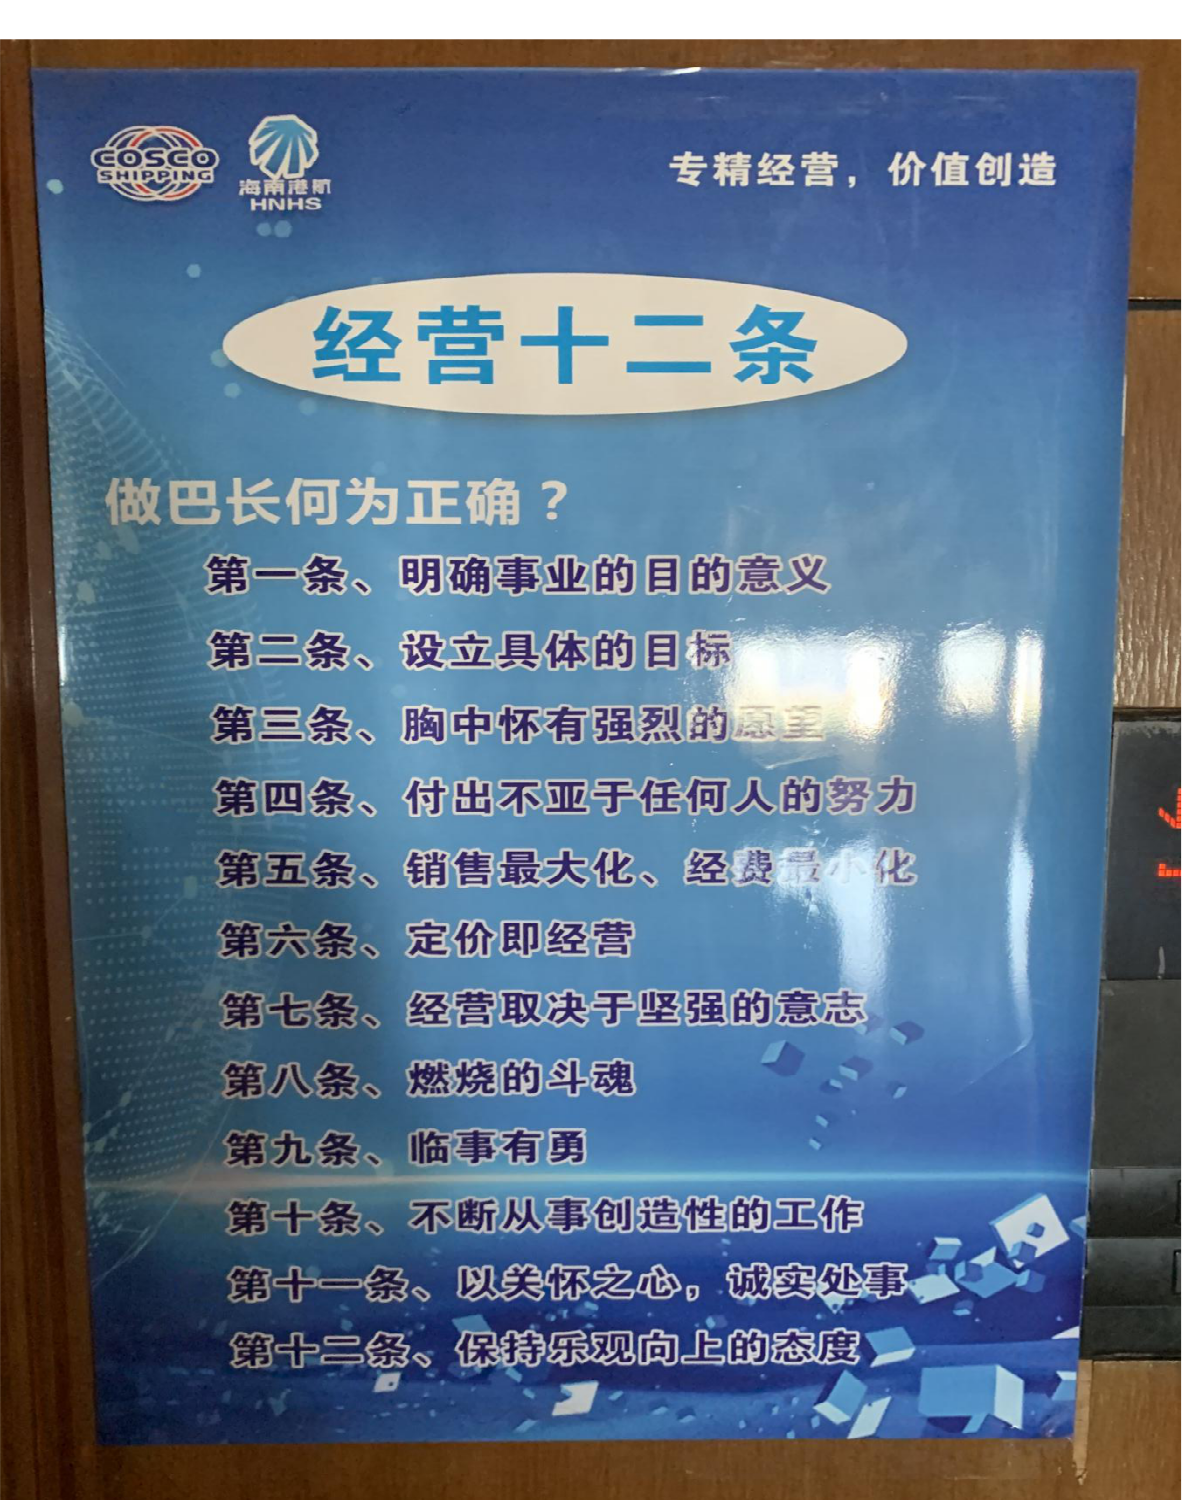 COSCO
SHIPPING
海南港航
HNHS
专精经营，价值创造
经营十二条
做巴长何为正确？
第一条、明确事业的目的意义
第二条、设立具体的目标
第三条、胸中怀有强烈的愿望
第四条、付出不亚于任何人的努力
第五条、销售最大化、经费最小化
第六条、定价即经营
第七条、经营取决于坚强的意志
第八条、燃烧的斗魂
第九条、临事有勇
第十条、不断从事创造性的工作
第十一条、以关怀之心，诚实处事
第十二条、保持乐观向上的态度